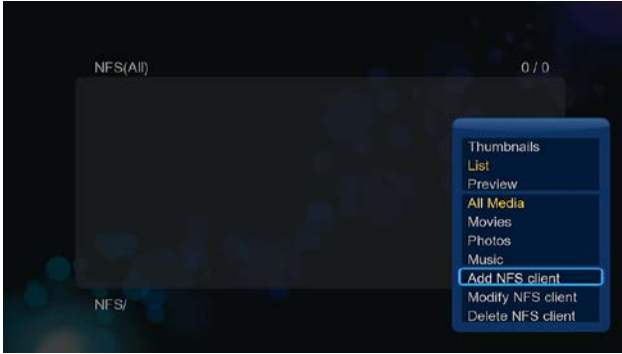 NFS(All)
0 / 0
Thumbnails
List
Preview
All Media
Movies
Photos
Music
Add NFS client
Modify NFS client
Delete NFS client
NFS/